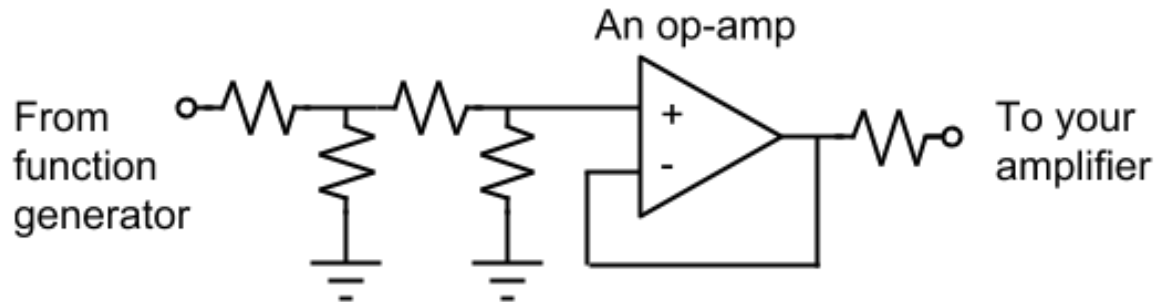 An op-amp
From
function
generator
+
-
To your
amplifier